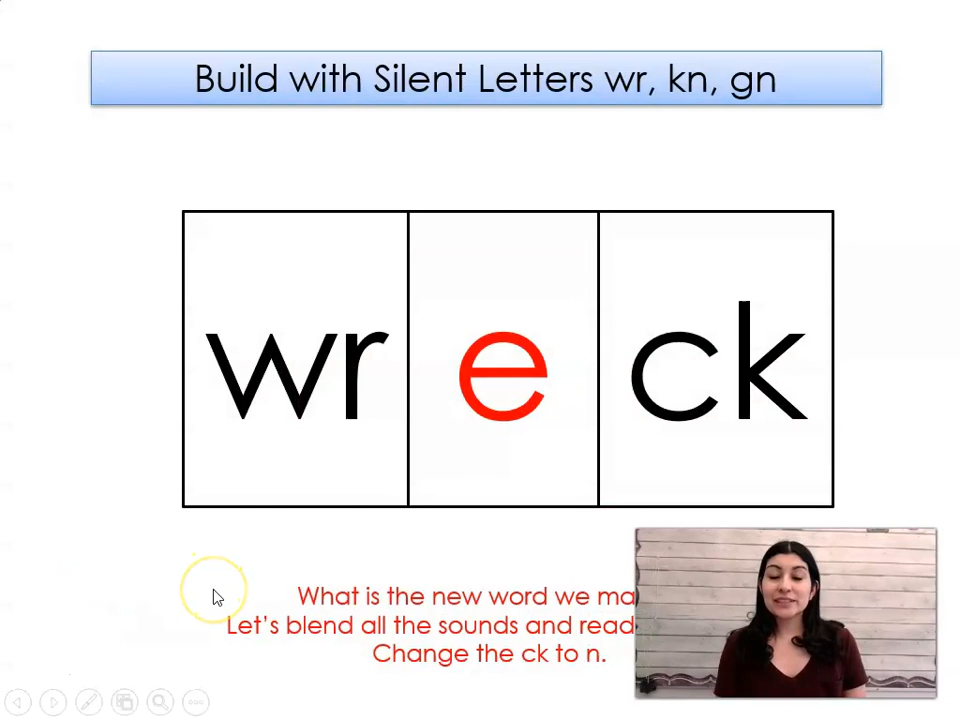 Build with Silent Letters wr, kn, gn
wr e ck
What is the new word we ma
Let's blend all the sounds and read
Change the ck to n.